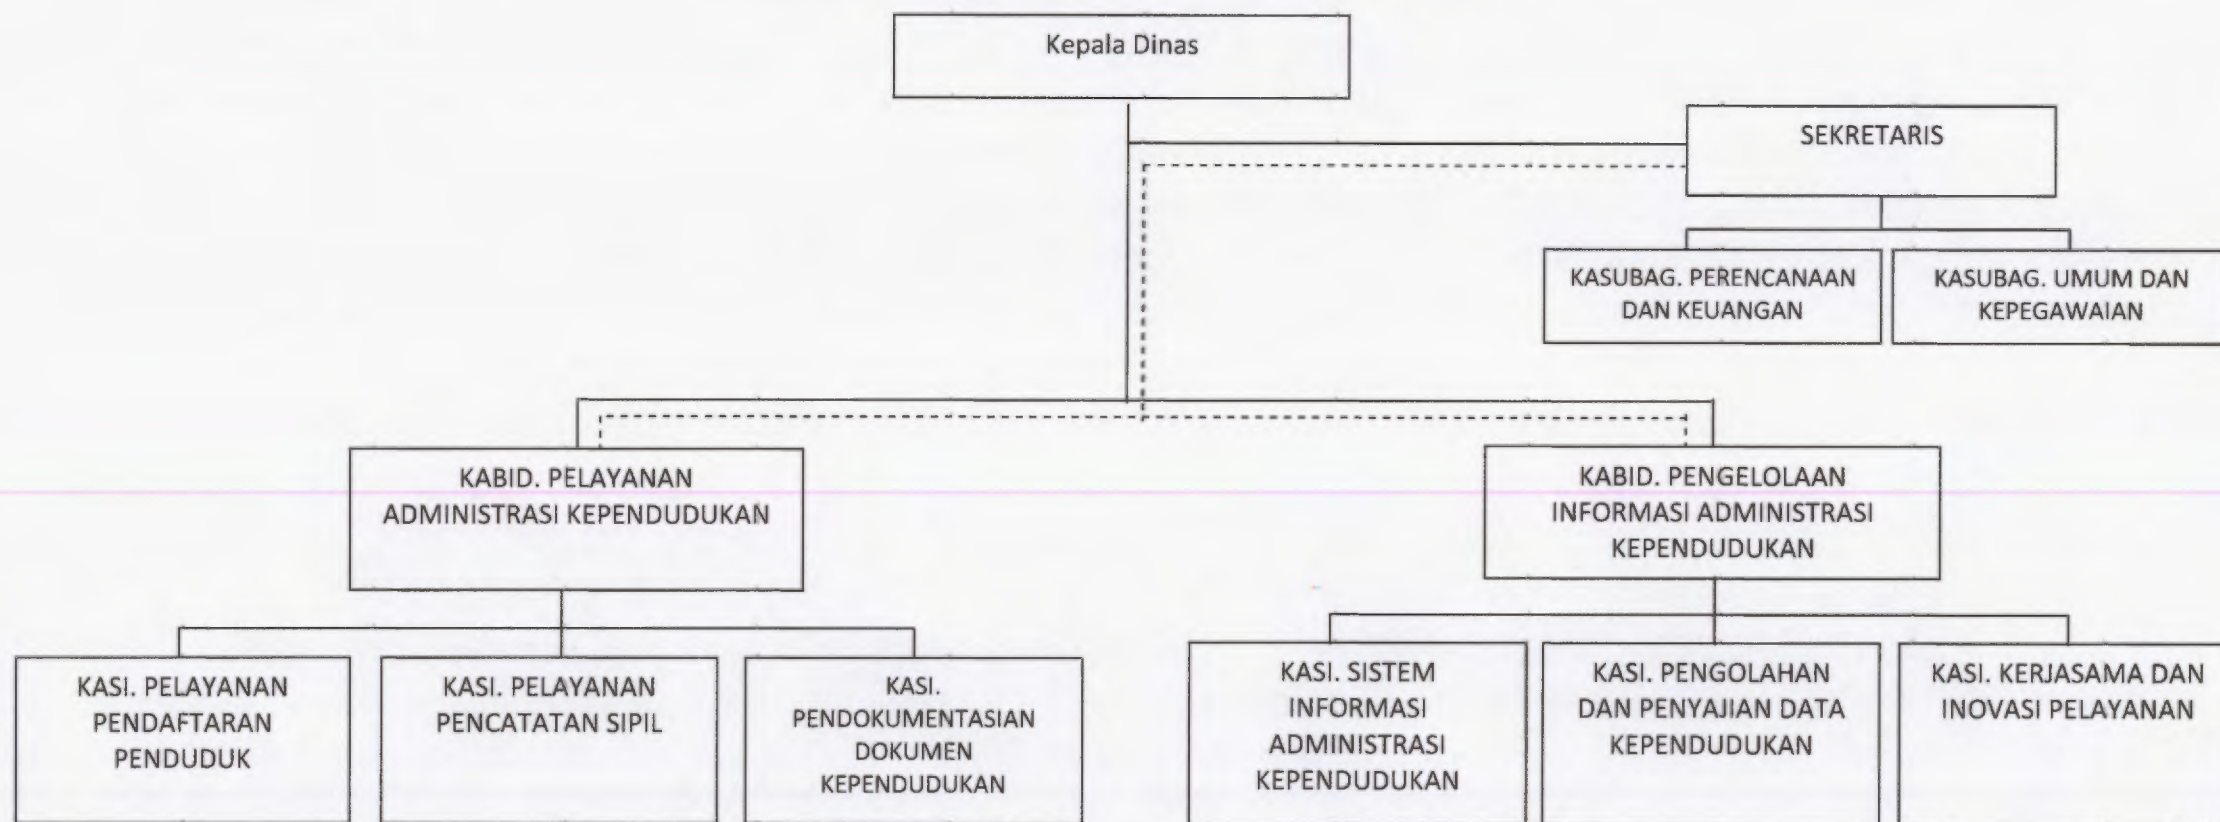 Kepala Dinas
SEKRETARIS
KASUBAG. PERENCANAAN
DAN KEUANGAN
KASUBAG. UMUM DAN
KEPEGAWAIAN
KABID. PELAYANAN
ADMINISTRASI KEPENDUDUKAN
KABID. PENGELOLAAN
INFORMASI ADMINISTRASI
KEPENDUDUKAN
KASI. PELAYANAN
PENDAFTARAN
PENDUDUK
KASI. PELAYANAN
PENCATATAN SIPIL
KASI.
PENDOKUMENTASIAN
DOKUMEN
KEPENDUDUKAN
KASI. SISTEM
INFORMASI
ADMINISTRASI
KEPENDUDUKAN
KASI. PENGOLAHAN
DAN PENYAJIAN DATA
KEPENDUDUKAN
KASI. KERJASAMA DAN
INOVASI PELAYANAN